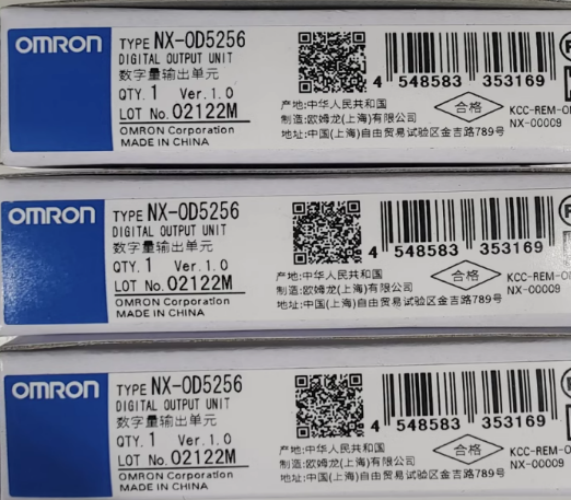 OMRON
TYPE NX-OD5256
DIGITAL OUTPUT UNIT
数字量输出单元
QTY. 1 Ver.1.0
LOT No. 02122M
OMRON Corporation
MADE IN CHINA
4 548583 353169
产地:中华人民共和国
制造:欧姆龙(上海)有限公司
地址:中国(上海)自由贸易试验区金吉路789号
合格
KCC-REM-O
NX-00009
OMRON
TYPE NX-OD5256
DIGITAL OUTPUT UNIT
数字量输出单元
QTY. 1 Ver.1.0
LOT No. 02122M
OMRON Corporation
MADE IN CHINA
4 548583 353169
产地:中华人民共和国
制造:欧姆龙(上海)有限公司
地址:中国(上海)自由贸易试验区金吉路789号
合格
KCC-REM-O
NX-00009
OMRON
TYPE NX-OD5256
DIGITAL OUTPUT UNIT
数字量输出单元
QTY. 1 Ver.1.0
LOT No. 02122M
OMRON Corporation
MADE IN CHINA
4 548583 353169
产地:中华人民共和国
制造:欧姆龙(上海)有限公司
地址:中国(上海)自由贸易试验区金吉路789号
合格
KCC-REM-O
NX-00009